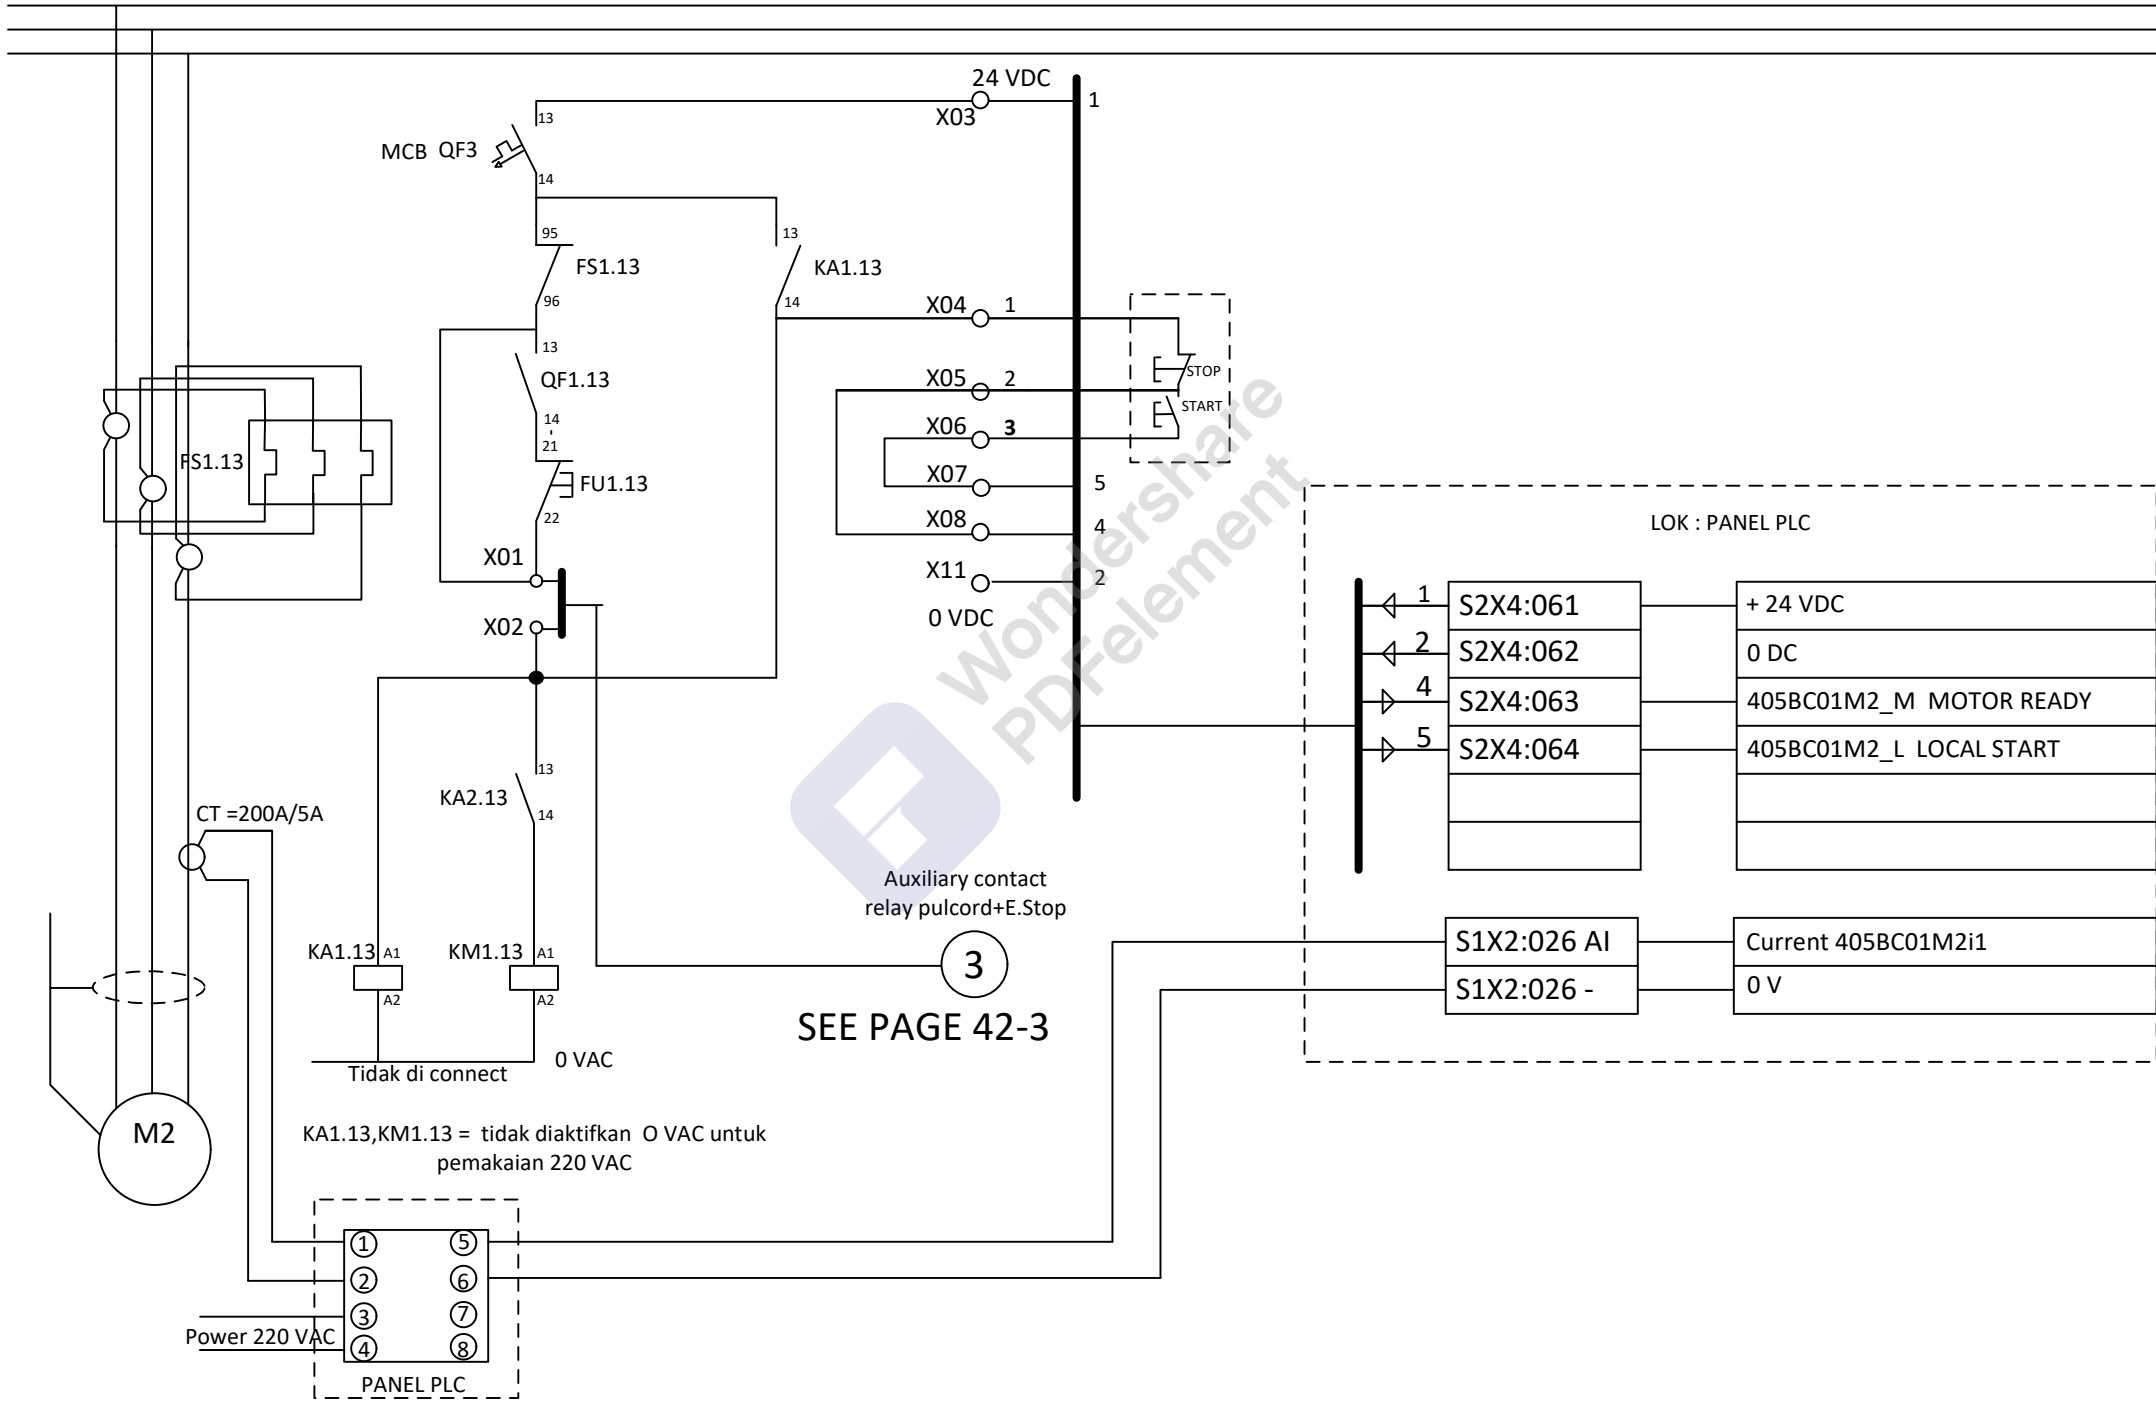 24 VDC
X03
1
13
MCB QF3
14
95
FS1.13
96
13
KA1.13
14
X04 1
STOP
X05 2
START
X06 3
X07
5
X08
4
X11
2
0 VDC
13
QF1.13
14
21
FU1.13
22
FS1.13
X01
X02
13
KA2.13
14
CT =200A/5A
KA1.13 A1
A2
KM1.13 A1
A2
0 VAC
Tidak di connect
Auxiliary contact
relay pulcord+E.Stop
3
SEE PAGE 42-3
M2
KA1.13,KM1.13 = tidak diaktifkan O VAC untuk
pemakaian 220 VAC
1 5
2 6
3 7
4 8
Power 220 VAC
PANEL PLC
LOK : PANEL PLC
1 S2X4:061 + 24 VDC
2 S2X4:062 0 DC
4 S2X4:063 405BC01M2_M MOTOR READY
5 S2X4:064 405BC01M2_L LOCAL START
S1X2:026 AI Current 405BC01M2i1
S1X2:026 - 0 V
Wondershare
PDFelement